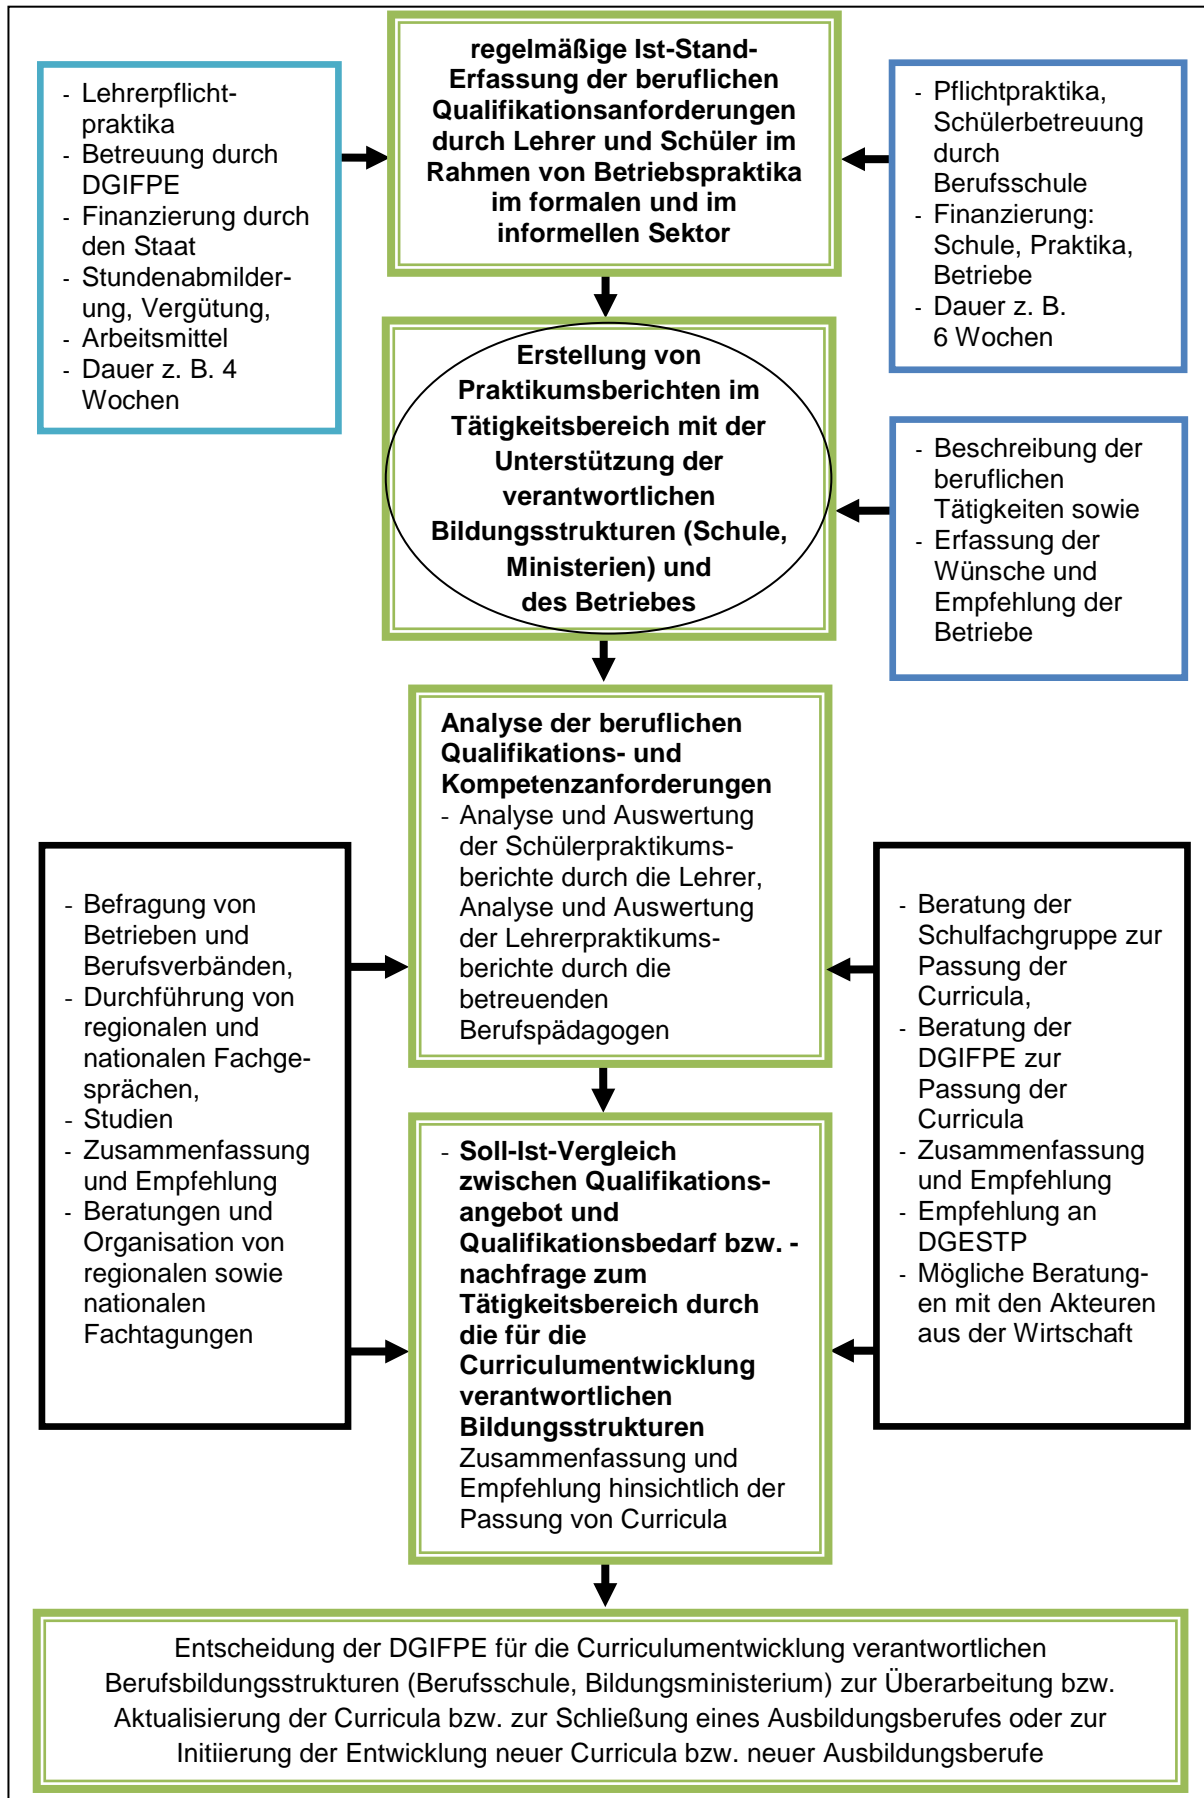 regelmäßige Ist-Stand-
Erfassung der beruflichen
Qualifikationsanforderungen
durch Lehrer und Schüler im
Rahmen von Betriebspraktika
im formalen und im
informellen Sektor
- Lehrerpflicht-
praktika
- Betreuung durch
DGIFPE
- Finanzierung durch
den Staat
- Stundenabmilder-
ung, Vergütung,
- Arbeitsmittel
- Dauer z. B. 4
Wochen
- Pflichtpraktika,
Schülerbetreuung
durch
Berufsschule
- Finanzierung:
Schule, Praktika,
Betriebe
- Dauer z. B.
6 Wochen
Erstellung von
Praktikumsberichten im
Tätigkeitsbereich mit der
Unterstützung der
verantwortlichen
Bildungsstrukturen (Schule,
Ministerien) und
des Betriebes
- Beschreibung der
beruflichen
Tätigkeiten sowie
- Erfassung der
Wünsche und
Empfehlung der
Betriebe
Analyse der beruflichen
Qualifikations- und
Kompetenzanforderungen
- Analyse und Auswertung
der Schülerpraktikums-
berichte durch die Lehrer,
Analyse und Auswertung
der Lehrerpraktikums-
berichte durch die
betreuenden
Berufspädagogen
- Befragung von
Betrieben und
Berufsverbänden,
- Durchführung von
regionalen und
nationalen Fachge-
sprächen,
- Studien
- Zusammenfassung
und Empfehlung
- Beratungen und
Organisation von
regionalen sowie
nationalen
Fachtagungen
- Beratung der
Schulfachgruppe zur
Passung der
Curricula,
- Beratung der
DGIFPE zur
Passung der
Curricula
- Zusammenfassung
und Empfehlung
- Empfehlung an
DGESTP
- Mögliche Beratung-
en mit den Akteuren
aus der Wirtschaft
- Soll-Ist-Vergleich
zwischen Qualifikations-
angebot und
Qualifikationsbedarf bzw. -
nachfrage zum
Tätigkeitsbereich durch
die für die
Curriculumentwicklung
verantwortlichen
Bildungsstrukturen
Zusammenfassung und
Empfehlung hinsichtlich der
Passung von Curricula
Entscheidung der DGIFPE für die Curriculumentwicklung verantwortlichen
Berufsbildungsstrukturen (Berufsschule, Bildungsministerium) zur Überarbeitung bzw.
Aktualisierung der Curricula bzw. zur Schließung eines Ausbildungsberufes oder zur
Initiierung der Entwicklung neuer Curricula bzw. neuer Ausbildungsberufe